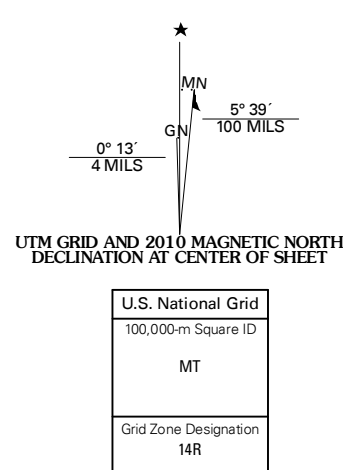 ★
MN
5° 39´
100 MILS
GN
0° 13´
4 MILS
UTM GRID AND 2010 MAGNETIC NORTH
DECLINATION AT CENTER OF SHEET
U.S. National Grid
100,000-m Square ID
MT
Grid Zone Designation
14R